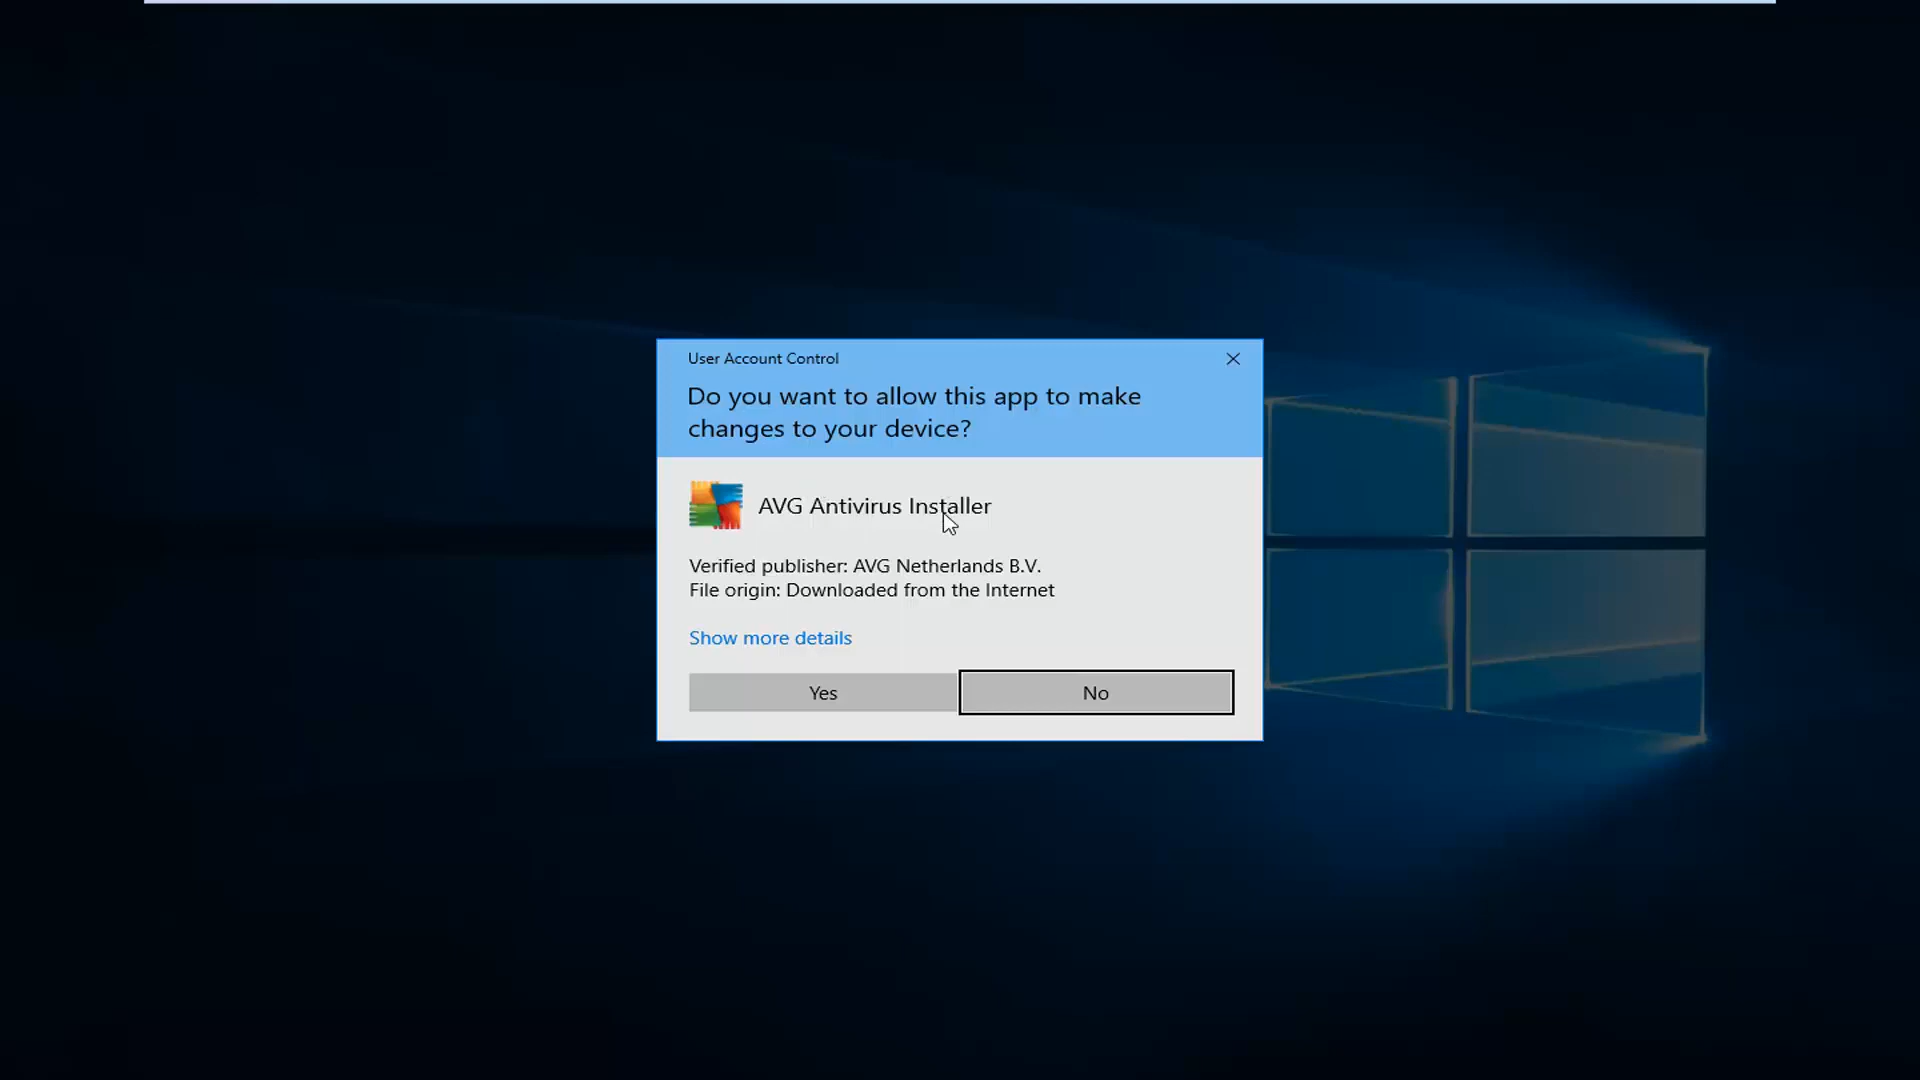 User Account Control
Do you want to allow this app to make
changes to your device?
AVG Antivirus Installer
Verified publisher: AVG Netherlands B.V.
File origin: Downloaded from the Internet
Show more details
Yes
No